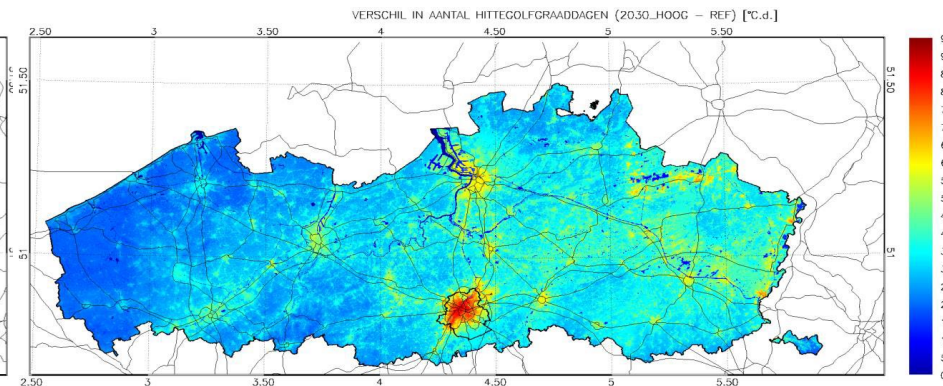 VERSCHIL IN AANTAL HITTEGOLFGRAADDAGEN (2030_HOOG – REF) [°C.d.]
2.50 3 3.50 4 4.50 5 5.50
51.50 51.50
51 51
2.50 3 3.50 4 4.50 5 5.50